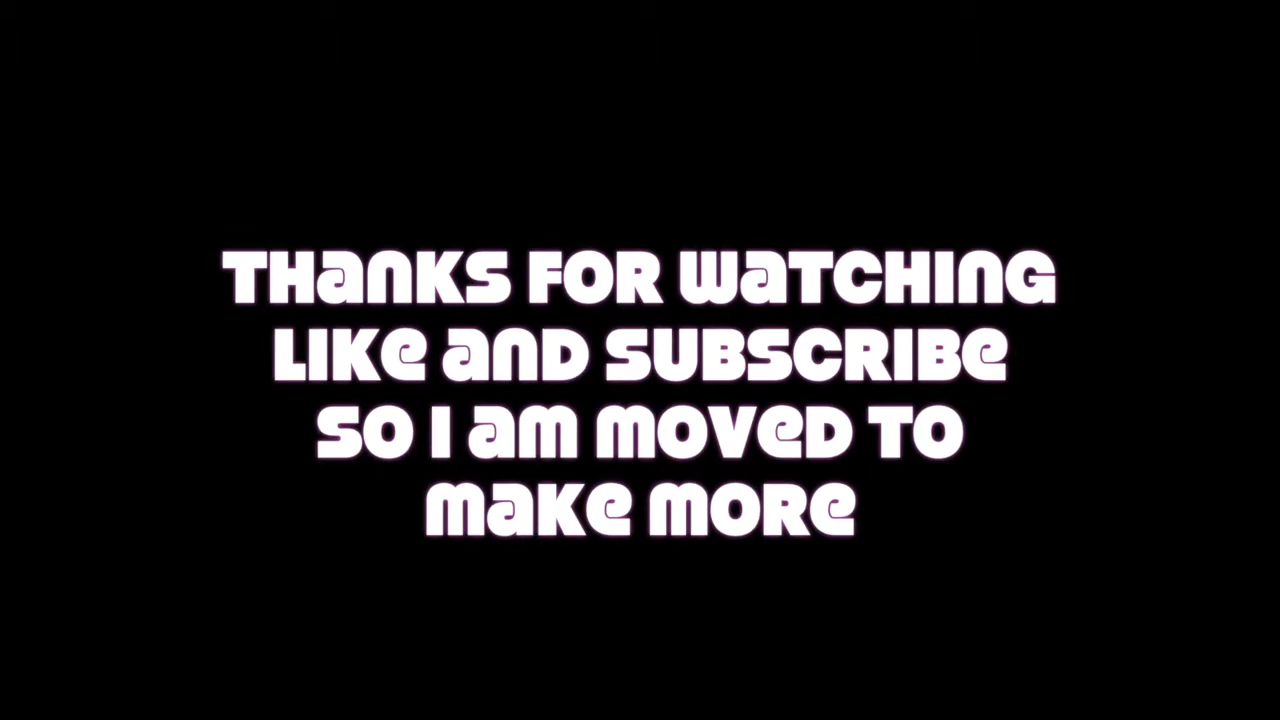 THANKS FOR WATCHING
LIKE AND SUBSCRIBE
SO I AM MOVED TO
MAKE MORE